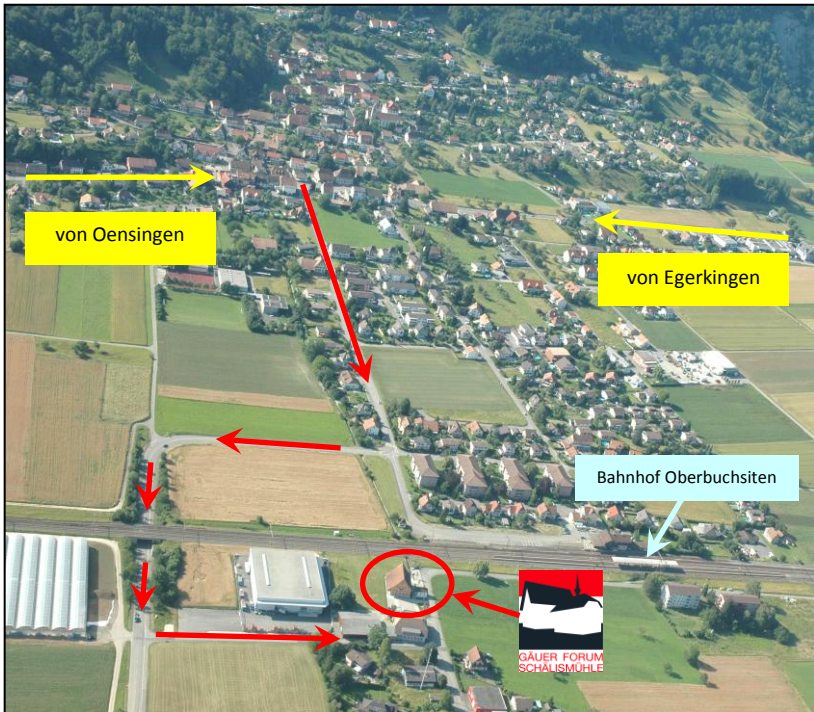 von Oensingen
von Egerkingen
Bahnhof Oberbuchsiten
GÄUER FORUM
SCHÄLISMÜHLE